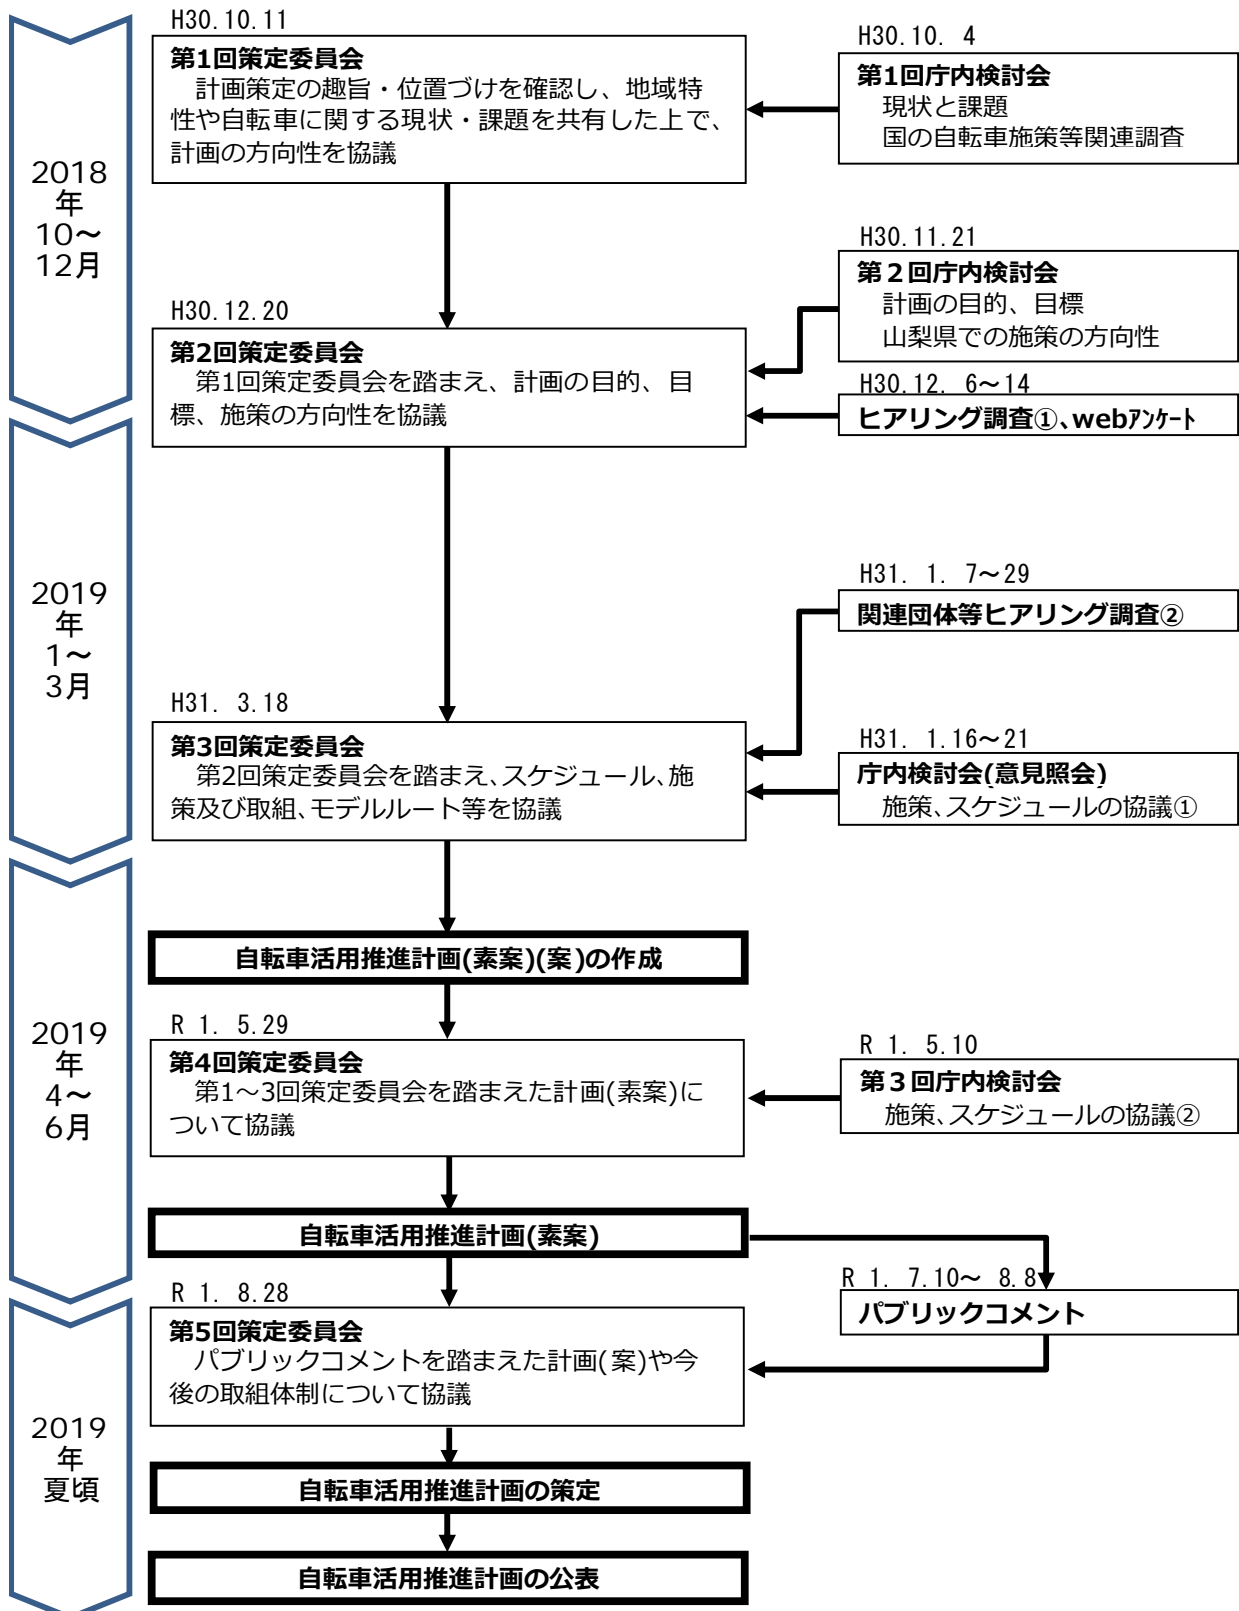 2018
年
10～
12月
H30.10.11
第1回策定委員会
計画策定の趣旨・位置づけを確認し、地域特
性や自転車に関する現状・課題を共有した上で、
計画の方向性を協議
H30.10. 4
第1回庁内検討会
現状と課題
国の自転車施策等関連調査
H30.11.21
第２回庁内検討会
計画の目的、目標
山梨県での施策の方向性
H30.12.20
第2回策定委員会
第1回策定委員会を踏まえ、計画の目的、目
標、施策の方向性を協議
H30.12. 6～14
ヒアリング調査①、webｱﾝｹｰﾄ
2019
年
1～
3月
H31. 1. 7～29
関連団体等ヒアリング調査②
H31. 3.18
第3回策定委員会
第2回策定委員会を踏まえ、スケジュール、施
策及び取組、モデルルート等を協議
H31. 1.16～21
庁内検討会(意見照会)
施策、スケジュールの協議①
2019
年
4～
6月
自転車活用推進計画(素案)(案)の作成
R 1. 5.29
第4回策定委員会
第1～3回策定委員会を踏まえた計画(素案)に
ついて協議
R 1. 5.10
第３回庁内検討会
施策、スケジュールの協議②
自転車活用推進計画(素案)
R 1. 7.10～ 8.8
パブリックコメント
2019
年
夏頃
R 1. 8.28
第5回策定委員会
パブリックコメントを踏まえた計画(案)や今
後の取組体制について協議
自転車活用推進計画の策定
自転車活用推進計画の公表